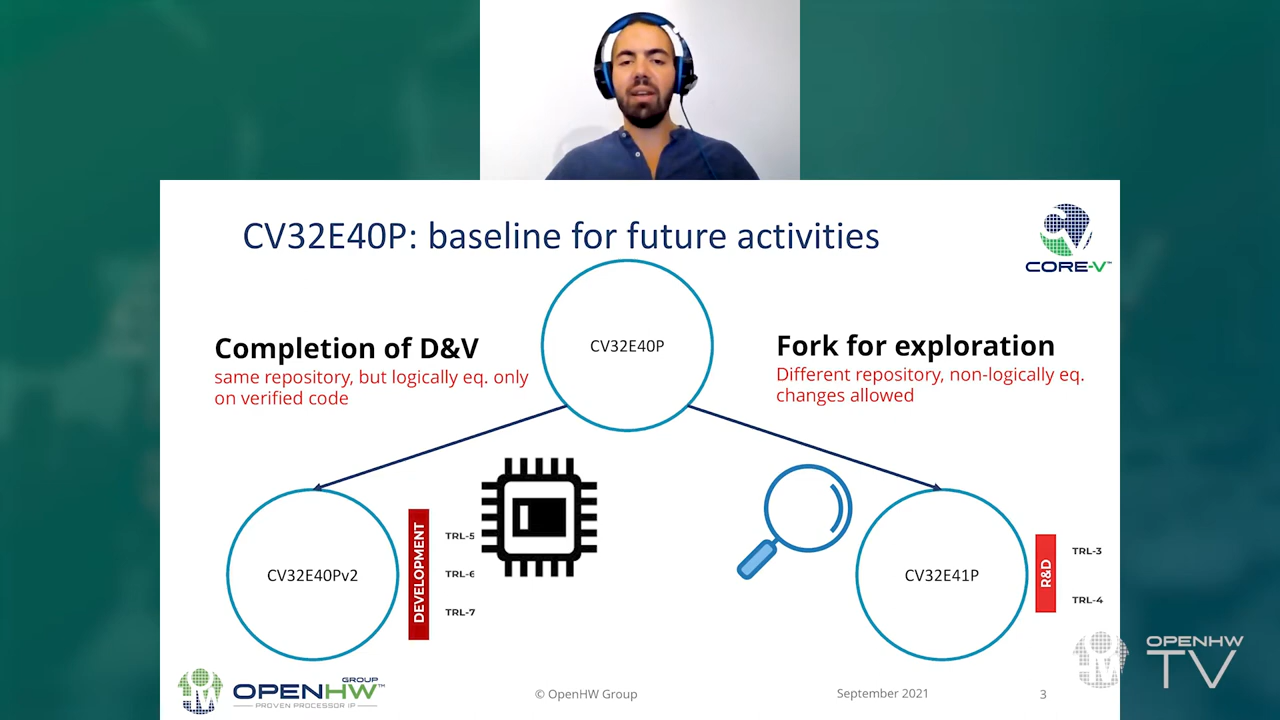 CV32E40P: baseline for future activities
CORE-V™
CV32E40P
Completion of D&V
same repository, but logically eq. only
on verified code
Fork for exploration
Different repository, non-logically eq.
changes allowed
CV32E40Pv2
DEVELOPMENT
TRL-5
TRL-6
TRL-7
CV32E41P
R&D
TRL-3
TRL-4
OPENHW™
GROUP
PROVEN PROCESSOR IP
© OpenHW Group
September 2021
3
OPENHW
TV